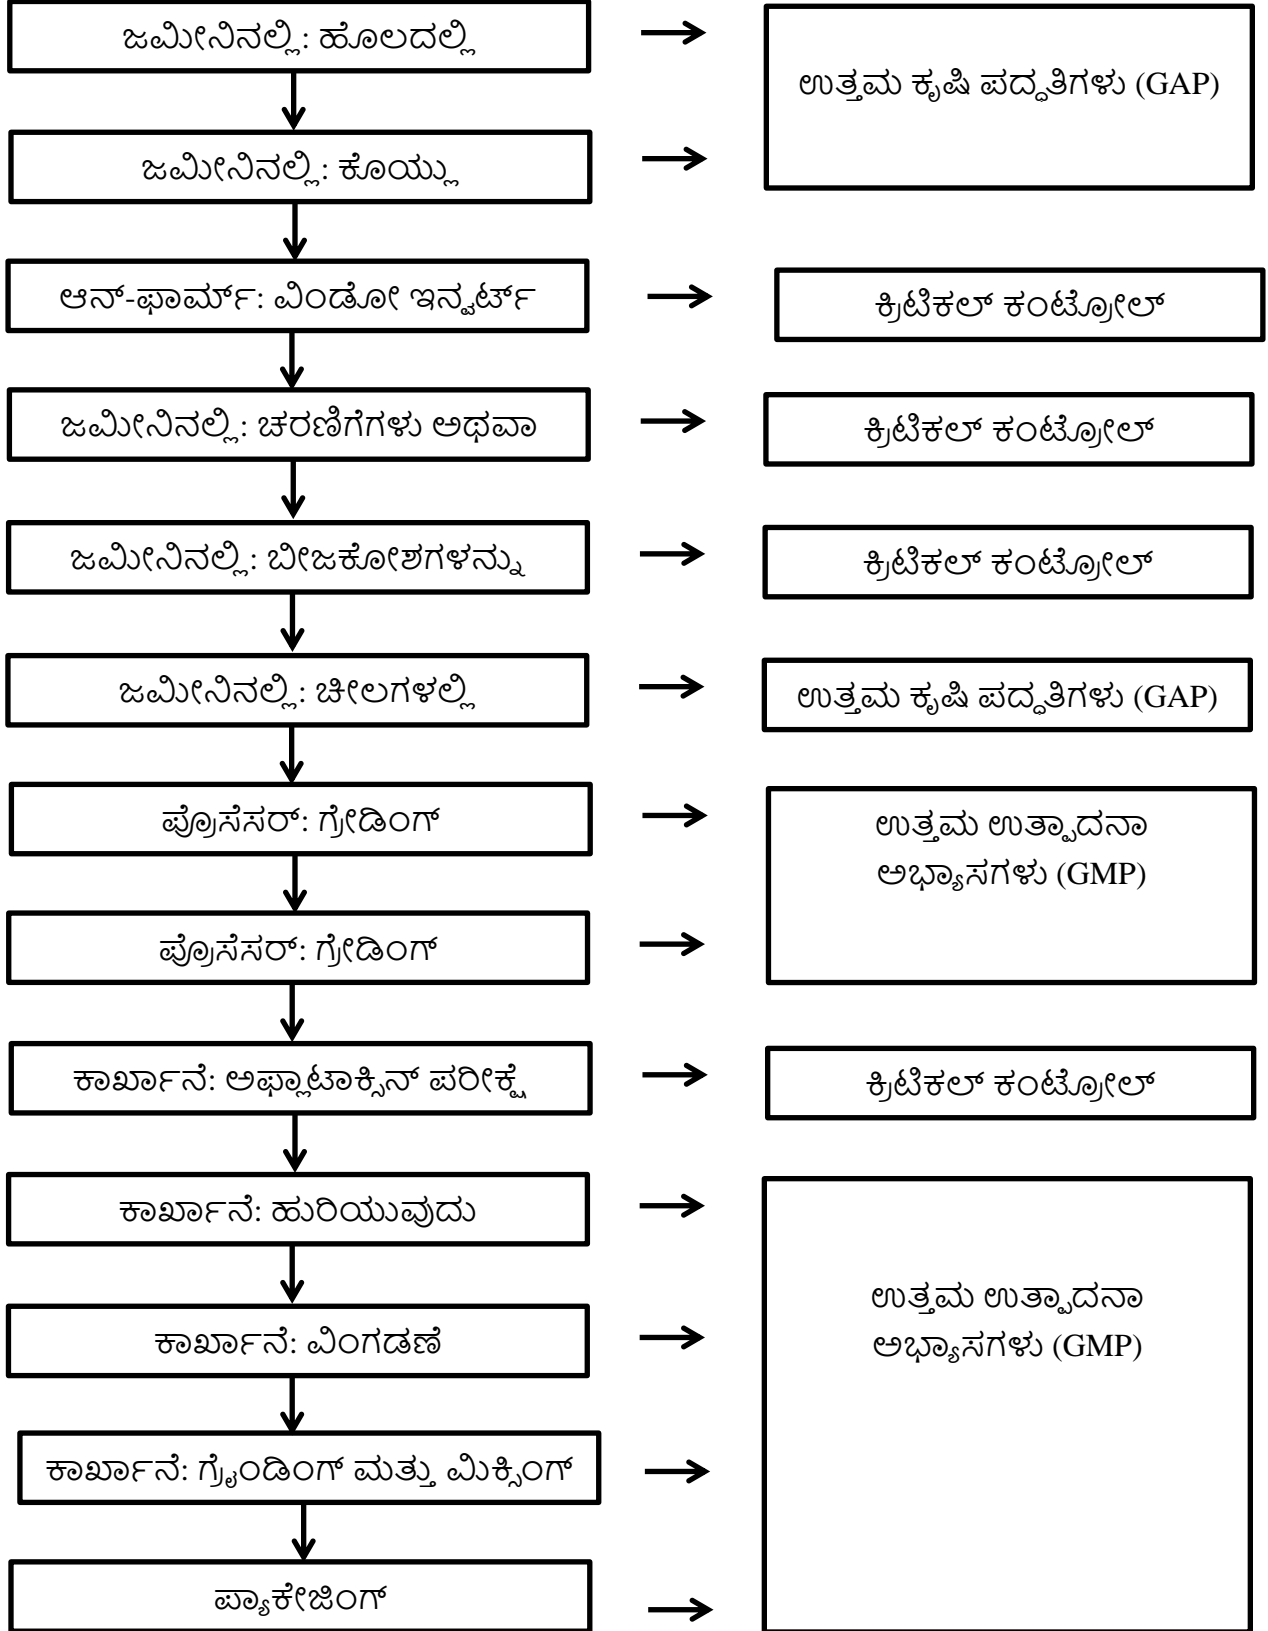 ಜಮೀನಿನಲ್ಲಿ: ಹೊಲದಲ್ಲಿ
ಉತ್ತಮ ಕೃಷಿ ಪದ್ಧತಿಗಳು (GAP)
ಜಮೀನಿನಲ್ಲಿ: ಕೊಯ್ಲು
ಆನ್-ಫಾರ್ಮ್: ವಿಂಡೋ ಇನ್ವರ್ಟ್
ಕ್ರಿಟಿಕಲ್ ಕಂಟ್ರೋಲ್
ಜಮೀನಿನಲ್ಲಿ: ಚರಣಿಗೆಗಳು ಅಥವಾ
ಕ್ರಿಟಿಕಲ್ ಕಂಟ್ರೋಲ್
ಜಮೀನಿನಲ್ಲಿ: ಬೀಜಕೋಶಗಳನ್ನು
ಕ್ರಿಟಿಕಲ್ ಕಂಟ್ರೋಲ್
ಜಮೀನಿನಲ್ಲಿ: ಚೀಲಗಳಲ್ಲಿ
ಉತ್ತಮ ಕೃಷಿ ಪದ್ಧತಿಗಳು (GAP)
ಪ್ರೊಸೆಸರ್: ಗ್ರೇಡಿಂಗ್
ಉತ್ತಮ ಉತ್ಪಾದನಾ
ಅಭ್ಯಾಸಗಳು (GMP)
ಪ್ರೊಸೆಸರ್: ಗ್ರೇಡಿಂಗ್
ಕಾರ್ಖಾನೆ: ಅಫ್ಲಾಟಾಕ್ಸಿನ್ ಪರೀಕ್ಷೆ
ಕ್ರಿಟಿಕಲ್ ಕಂಟ್ರೋಲ್
ಕಾರ್ಖಾನೆ: ಹುರಿಯುವುದು
ಉತ್ತಮ ಉತ್ಪಾದನಾ
ಅಭ್ಯಾಸಗಳು (GMP)
ಕಾರ್ಖಾನೆ: ವಿಂಗಡಣೆ
ಕಾರ್ಖಾನೆ: ಗ್ರೈಂಡಿಂಗ್ ಮತ್ತು ಮಿಕ್ಸಿಂಗ್
ಪ್ಯಾಕೇಜಿಂಗ್